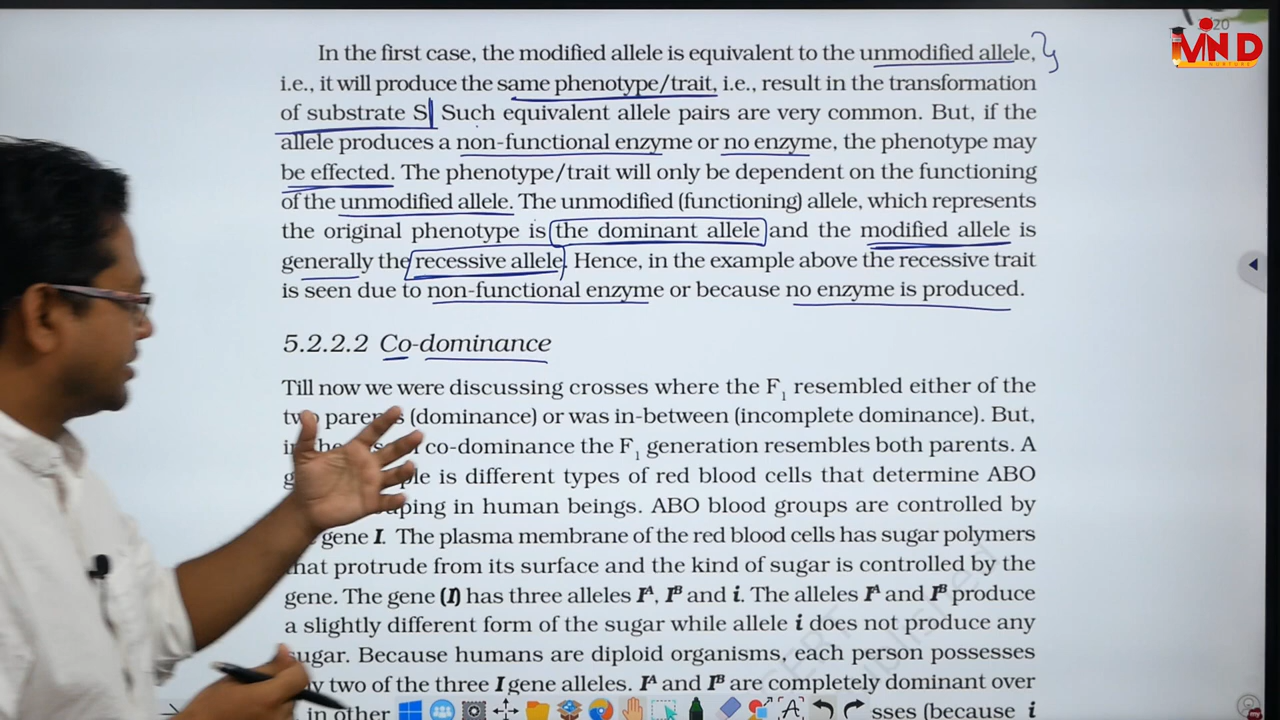 20
MIND
NURTURE
In the first case, the modified allele is equivalent to the unmodified allele,
i.e., it will produce the same phenotype/trait, i.e., result in the transformation
of substrate S. Such equivalent allele pairs are very common. But, if the
allele produces a non-functional enzyme or no enzyme, the phenotype may
be effected. The phenotype/trait will only be dependent on the functioning
of the unmodified allele. The unmodified (functioning) allele, which represents
the original phenotype is the dominant allele and the modified allele is
generally the recessive allele. Hence, in the example above the recessive trait
is seen due to non-functional enzyme or because no enzyme is produced.
5.2.2.2 Co-dominance
Till now we were discussing crosses where the F1 resembled either of the
two parents (dominance) or was in-between (incomplete dominance). But,
co-dominance the F1 generation resembles both parents. A
is different types of red blood cells that determine ABO
in human beings. ABO blood groups are controlled by
gene I. The plasma membrane of the red blood cells has sugar polymers
that protrude from its surface and the kind of sugar is controlled by the
gene. The gene (I) has three alleles Iᴬ, Iᴮ and i. The alleles Iᴬ and Iᴮ produce
a slightly different form of the sugar while allele i does not produce any
sugar. Because humans are diploid organisms, each person possesses
two of the three I gene alleles. Iᴬ and Iᴮ are completely dominant over
in other sses (because i